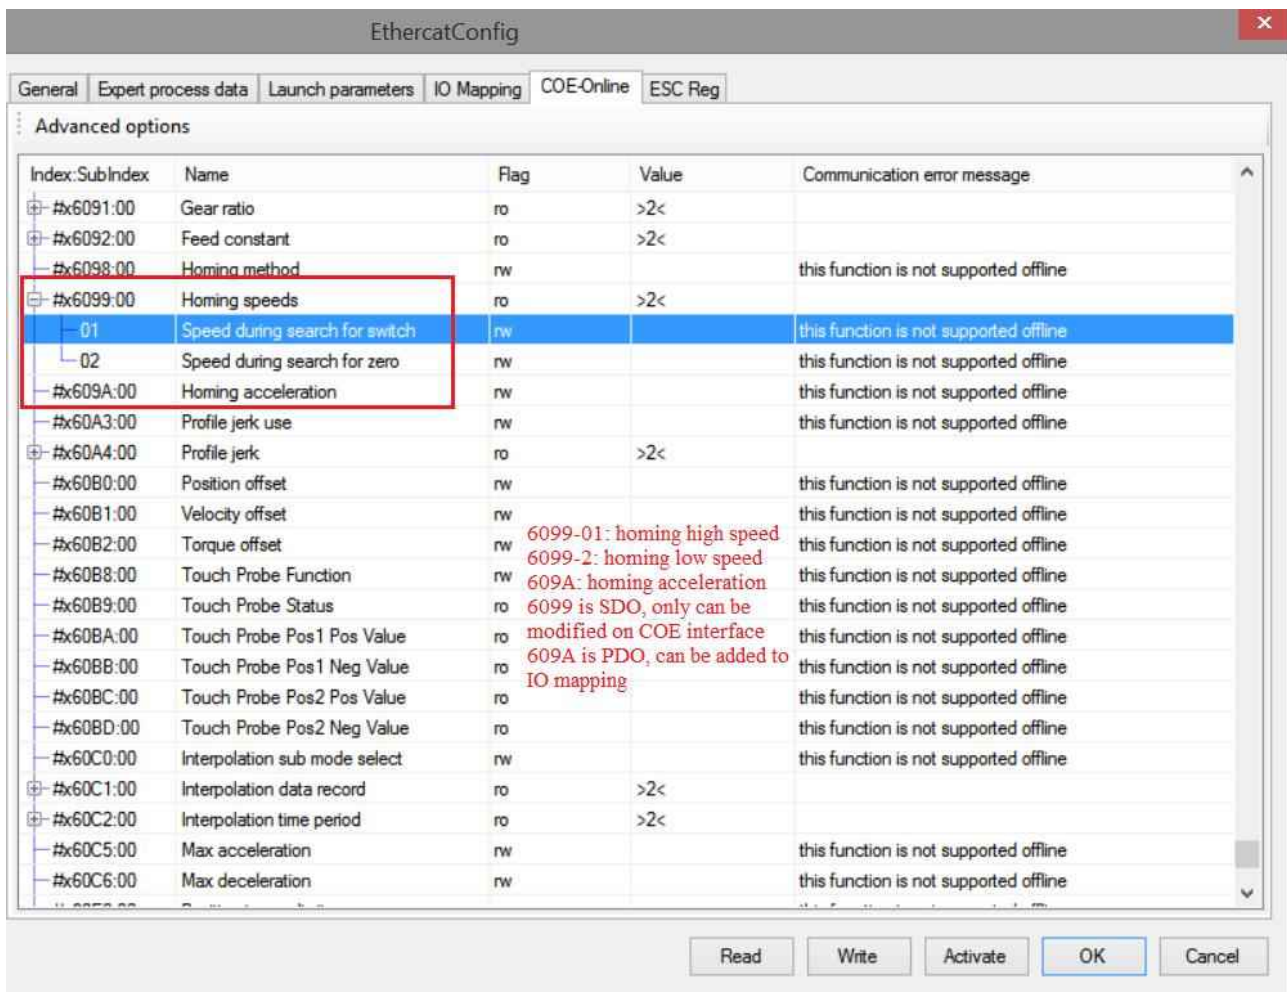 EthercatConfig
General Expert process data Launch parameters IO Mapping COE-Online ESC Reg
Advanced options
Index:SubIndex Name Flag Value Communication error message
#x6091:00 Gear ratio ro >2<
#x6092:00 Feed constant ro >2<
#x6098:00 Homing method rw this function is not supported offline
#x6099:00 Homing speeds ro >2<
01 Speed during search for switch rw this function is not supported offline
02 Speed during search for zero rw this function is not supported offline
#x609A:00 Homing acceleration rw this function is not supported offline
#x60A3:00 Profile jerk use rw this function is not supported offline
#x60A4:00 Profile jerk ro >2<
#x60B0:00 Position offset rw this function is not supported offline
#x60B1:00 Velocity offset rw this function is not supported offline
#x60B2:00 Torque offset rw this function is not supported offline
#x60B8:00 Touch Probe Function rw this function is not supported offline
#x60B9:00 Touch Probe Status ro this function is not supported offline
#x60BA:00 Touch Probe Pos1 Pos Value ro this function is not supported offline
#x60BB:00 Touch Probe Pos1 Neg Value ro this function is not supported offline
#x60BC:00 Touch Probe Pos2 Pos Value ro this function is not supported offline
#x60BD:00 Touch Probe Pos2 Neg Value ro this function is not supported offline
#x60C0:00 Interpolation sub mode select rw this function is not supported offline
#x60C1:00 Interpolation data record ro >2<
#x60C2:00 Interpolation time period ro >2<
#x60C5:00 Max acceleration rw this function is not supported offline
#x60C6:00 Max deceleration rw this function is not supported offline
6099-01: homing high speed
6099-2: homing low speed
609A: homing acceleration
6099 is SDO, only can be
modified on COE interface
609A is PDO, can be added to
IO mapping
Read Write Activate OK Cancel